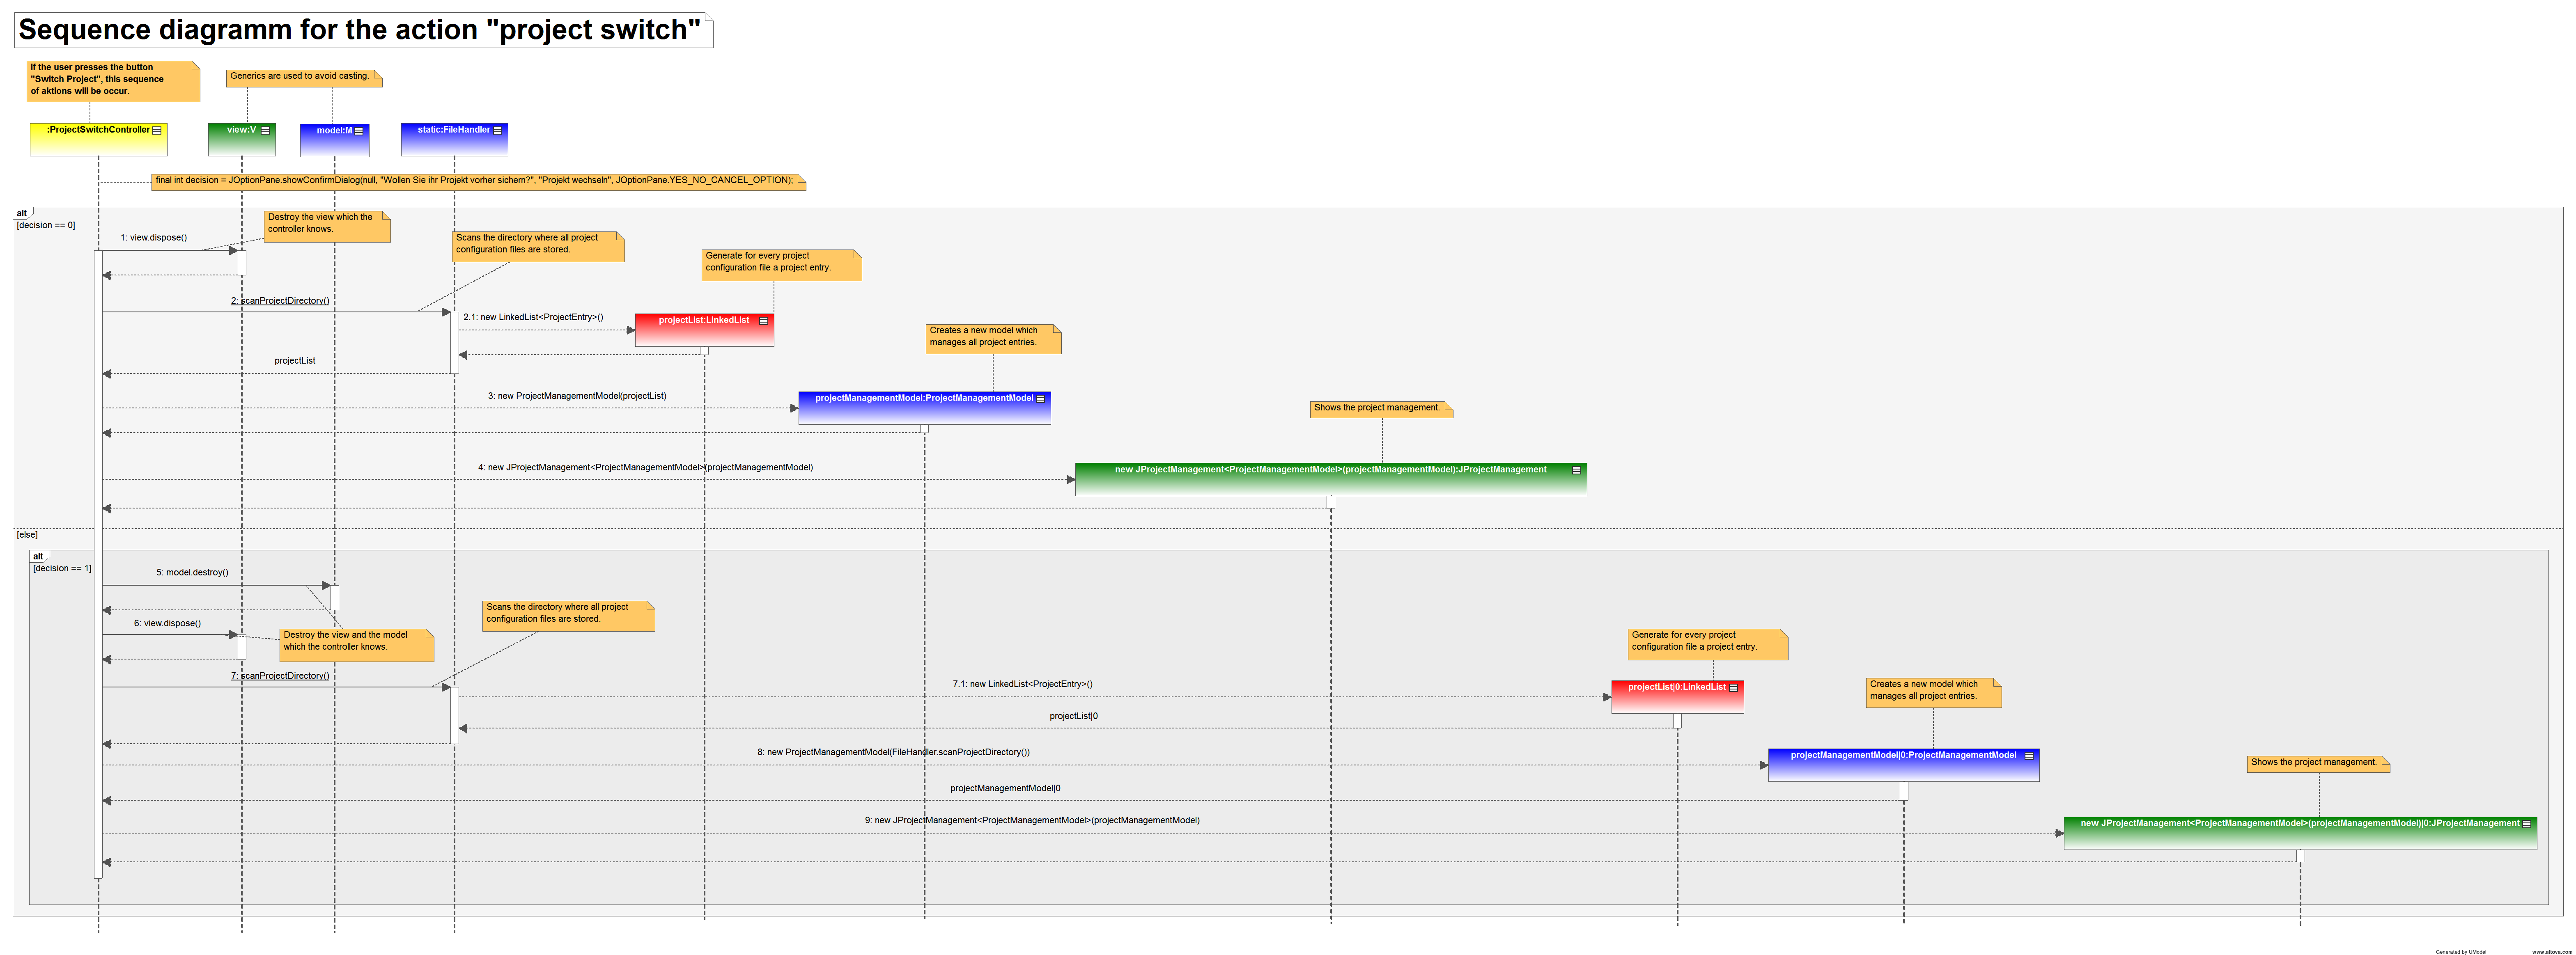 Sequence diagramm for the action "project switch"
If the user presses the button
"Switch Project", this sequence
of aktions will be occur.
Generics are used to avoid casting.
:ProjectSwitchController
view:V
model:M
static:FileHandler
final int decision = JOptionPane.showConfirmDialog(null, "Wollen Sie ihr Projekt vorher sichern?", "Projekt wechseln", JOptionPane.YES_NO_CANCEL_OPTION);
alt
[decision == 0]
Destroy the view which the
controller knows.
1: view.dispose()
Scans the directory where all project
configuration files are stored.
Generate for every project
configuration file a project entry.
2: scanProjectDirectory()
2.1: new LinkedList<ProjectEntry>()
projectList:LinkedList
Creates a new model which
manages all project entries.
projectList
3: new ProjectManagementModel(projectList)
projectManagementModel:ProjectManagementModel
Shows the project management.
4: new JProjectManagement<ProjectManagementModel>(projectManagementModel)
new JProjectManagement<ProjectManagementModel>(projectManagementModel):JProjectManagement
[else]
alt
[decision == 1]
5: model.destroy()
Scans the directory where all project
configuration files are stored.
6: view.dispose()
Destroy the view and the model
which the controller knows.
Generate for every project
configuration file a project entry.
7: scanProjectDirectory()
7.1: new LinkedList<ProjectEntry>()
projectList|0:LinkedList
Creates a new model which
manages all project entries.
projectList|0
8: new ProjectManagementModel(FileHandler.scanProjectDirectory())
projectManagementModel|0:ProjectManagementModel
Shows the project management.
projectManagementModel|0
9: new JProjectManagement<ProjectManagementModel>(projectManagementModel)
new JProjectManagement<ProjectManagementModel>(projectManagementModel)|0:JProjectManagement
Generated by UModel
www.altova.com